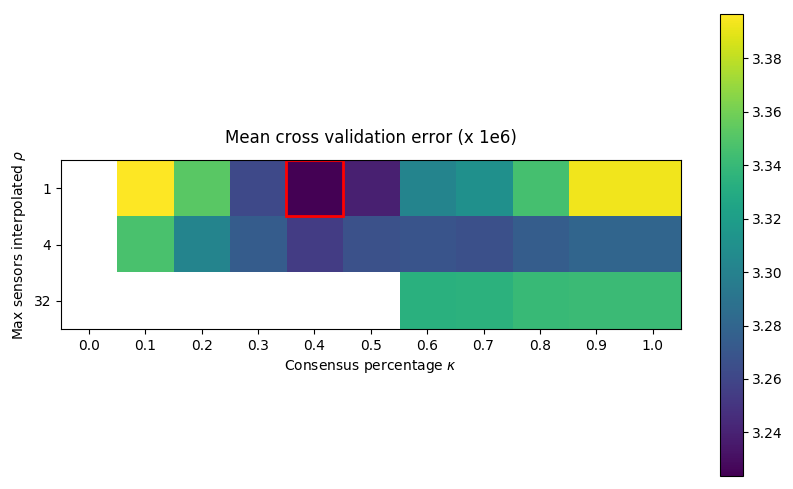 Mean cross validation error (x 1e6)
Max sensors interpolated ρ
1
4
32
0.0 0.1 0.2 0.3 0.4 0.5 0.6 0.7 0.8 0.9 1.0
Consensus percentage κ
3.38
3.36
3.34
3.32
3.30
3.28
3.26
3.24